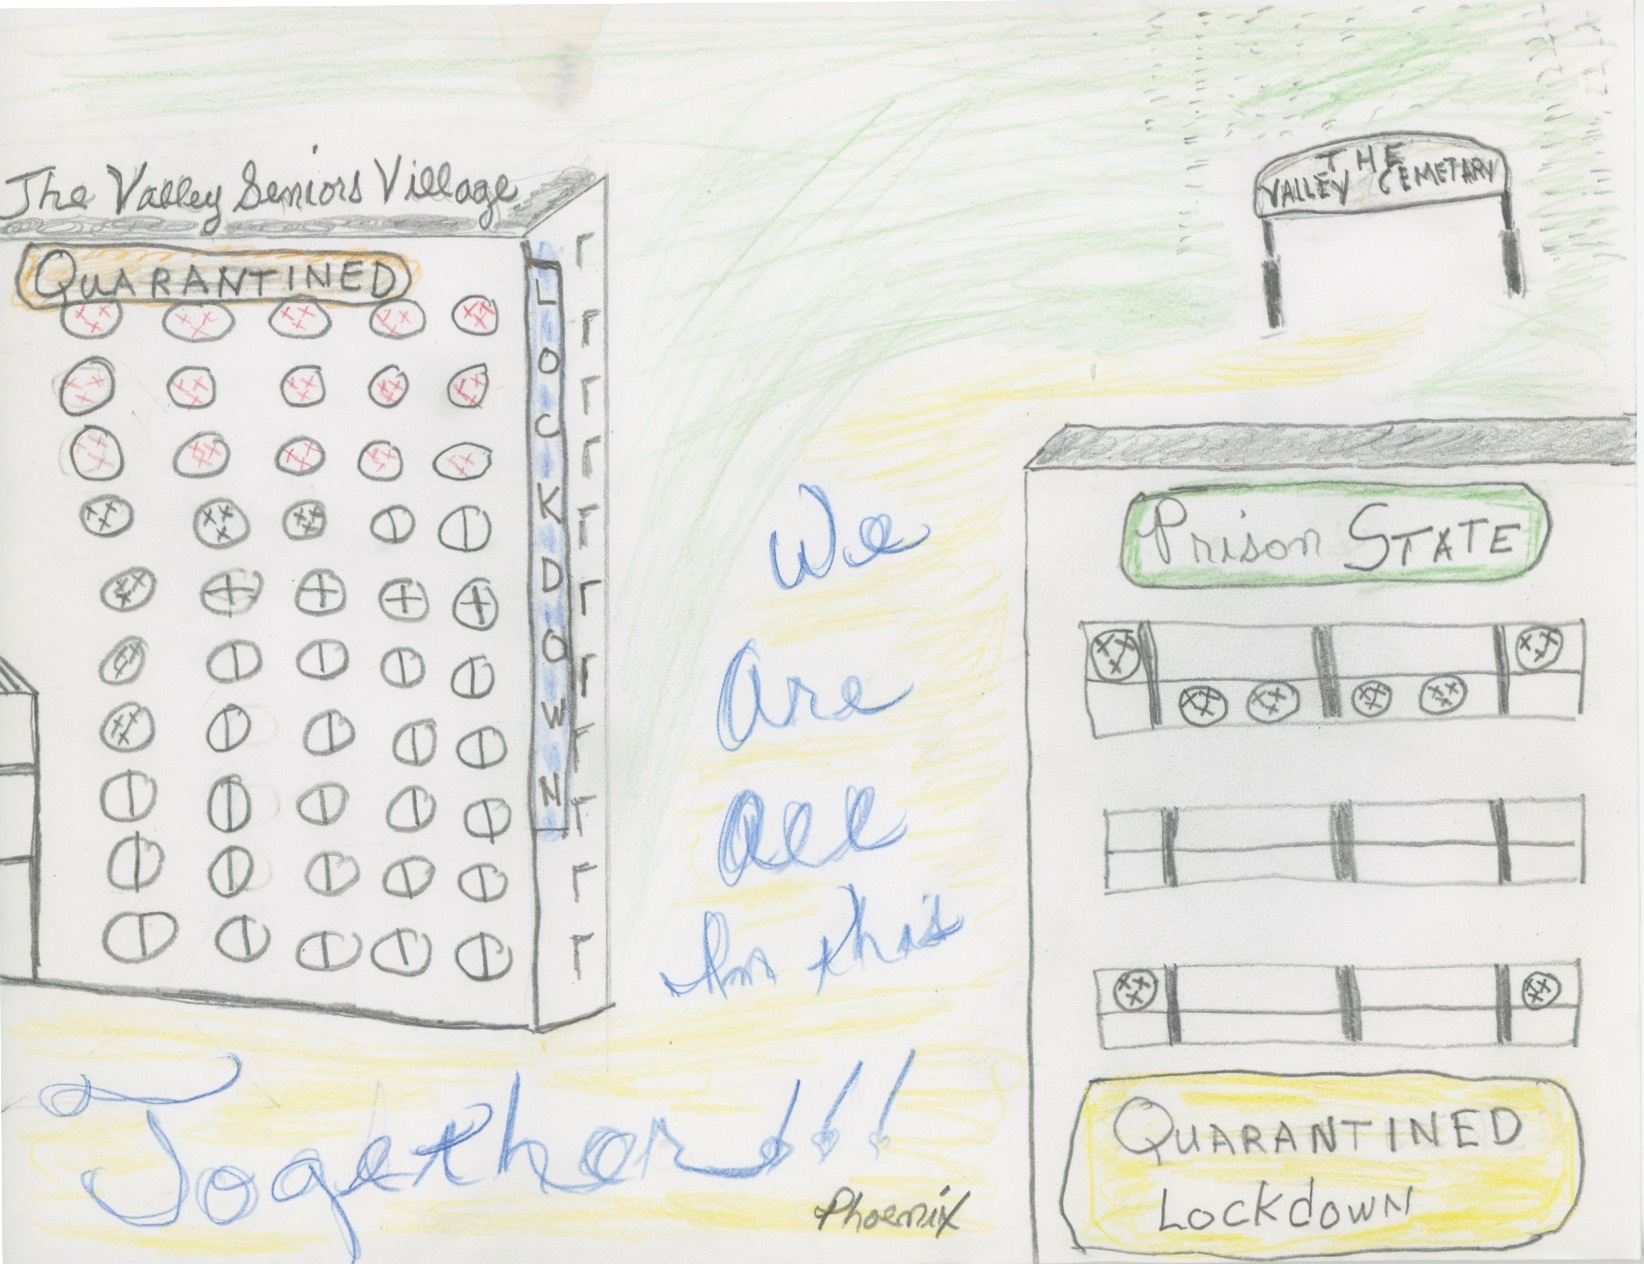 The Valley Seniors Village
QUARANTINED
LOCKDOWN
THE
VALLEY CEMETARY
Prison STATE
We
Are
All
In this
Together!!!
Phoenix
QUARANTINED
LockdowN